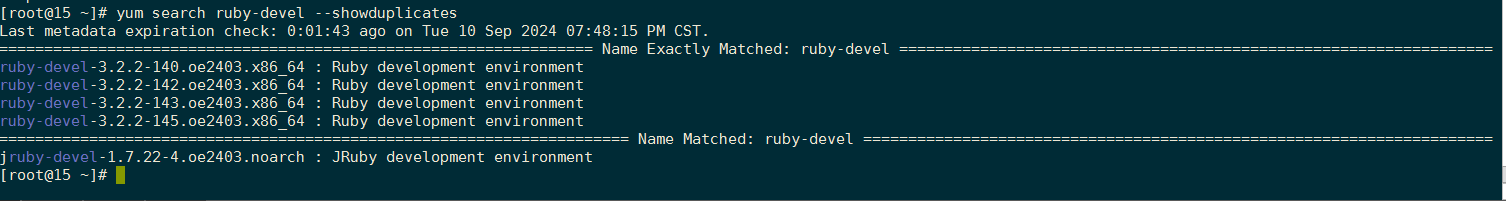 [root@15 ~]# yum search ruby-devel --showduplicates
Last metadata expiration check: 0:01:43 ago on Tue 10 Sep 2024 07:48:15 PM CST.
================================================================== Name Exactly Matched: ruby-devel ==================================================================
ruby-devel-3.2.2-140.oe2403.x86_64 : Ruby development environment
ruby-devel-3.2.2-142.oe2403.x86_64 : Ruby development environment
ruby-devel-3.2.2-143.oe2403.x86_64 : Ruby development environment
ruby-devel-3.2.2-145.oe2403.x86_64 : Ruby development environment
====================================================================== Name Matched: ruby-devel ======================================================================
jruby-devel-1.7.22-4.oe2403.noarch : JRuby development environment
[root@15 ~]#